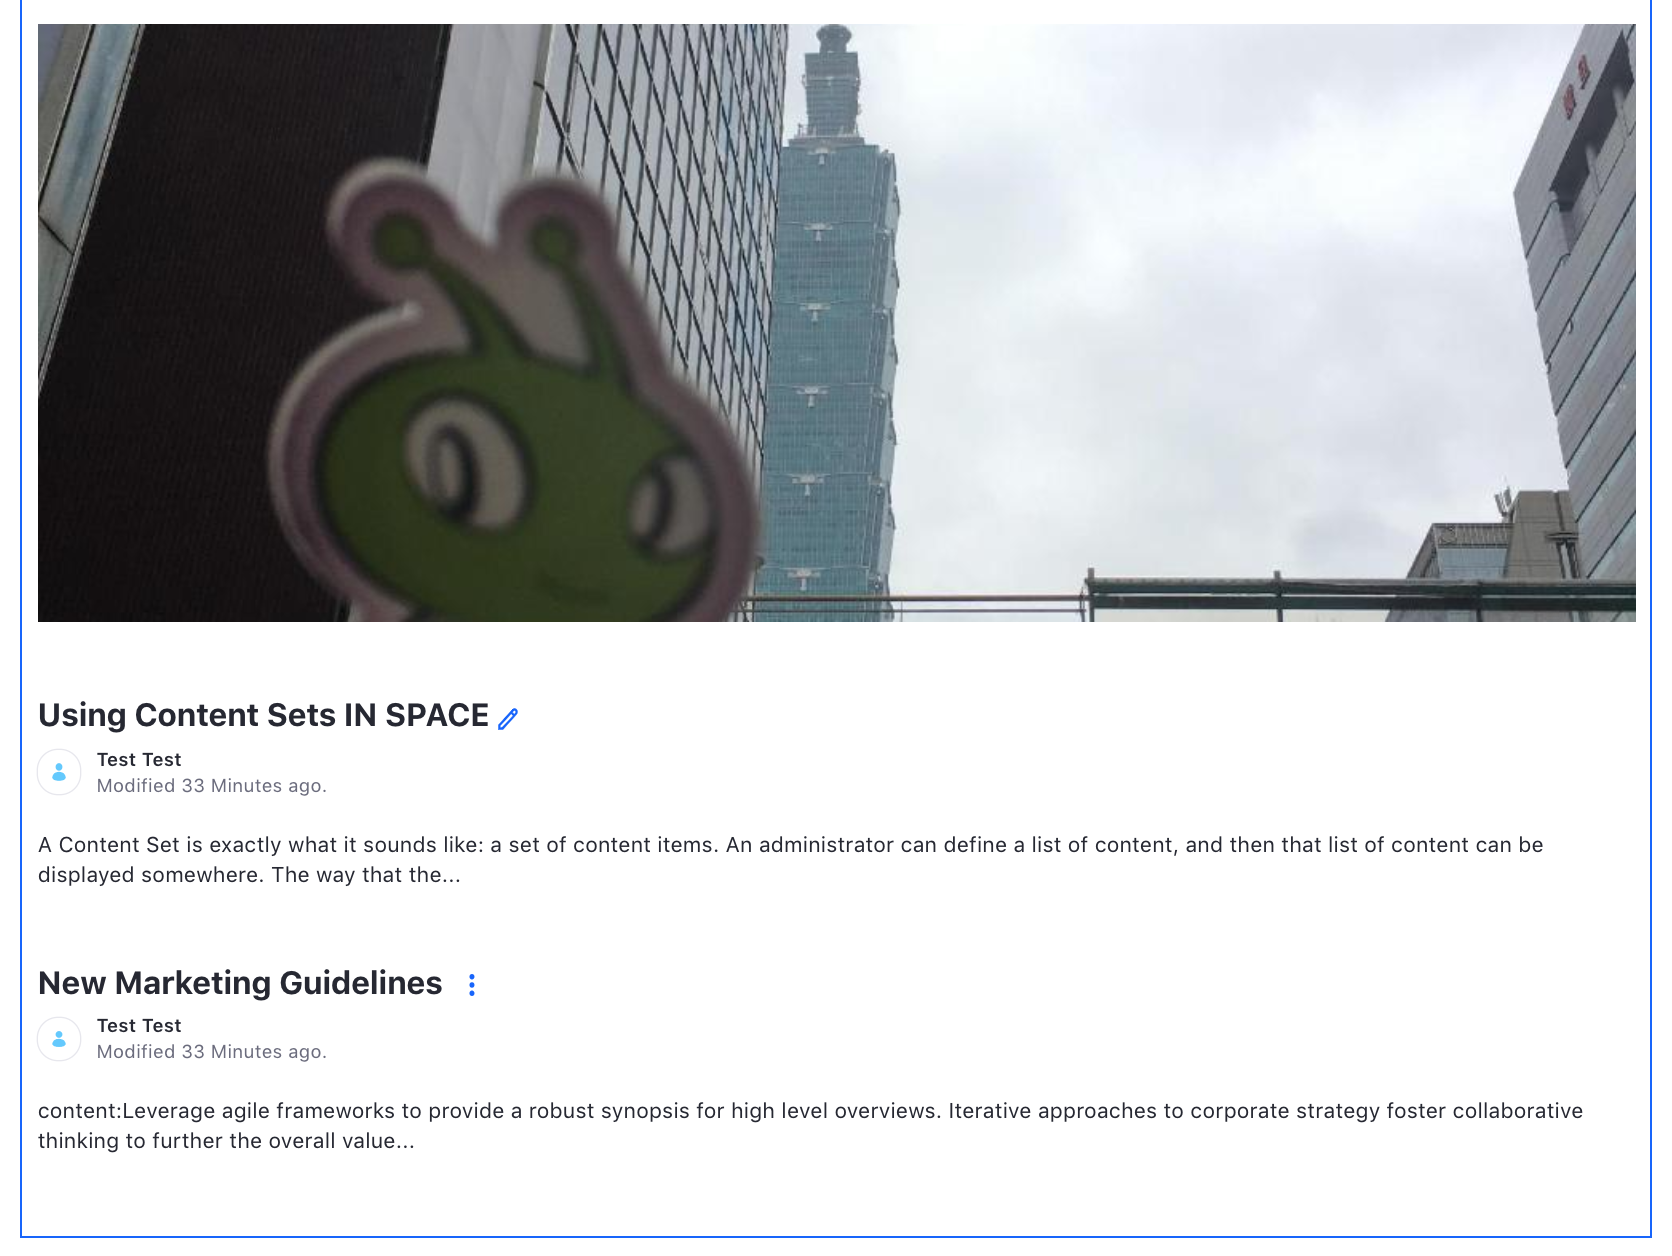 Using Content Sets IN SPACE
Test Test
Modified 33 Minutes ago.
A Content Set is exactly what it sounds like: a set of content items. An administrator can define a list of content, and then that list of content can be
displayed somewhere. The way that the...
New Marketing Guidelines
Test Test
Modified 33 Minutes ago.
content:Leverage agile frameworks to provide a robust synopsis for high level overviews. Iterative approaches to corporate strategy foster collaborative
thinking to further the overall value...